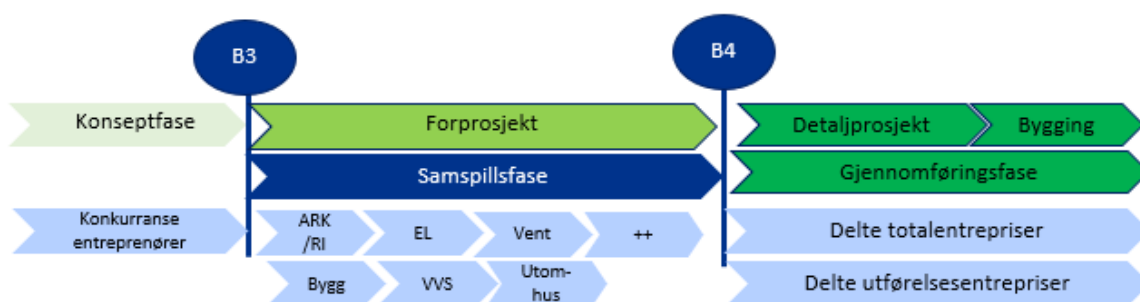 B3
B4
Konseptfase
Forprosjekt
Detaljprosjekt
Bygging
Samspillsfase
Gjennomføringsfase
Konkurranse
entreprenører
ARK
/RI
EL
Vent
++
Delte totalentrepriser
Bygg
VVS
Utom-
hus
Delte utførelsesentrepriser